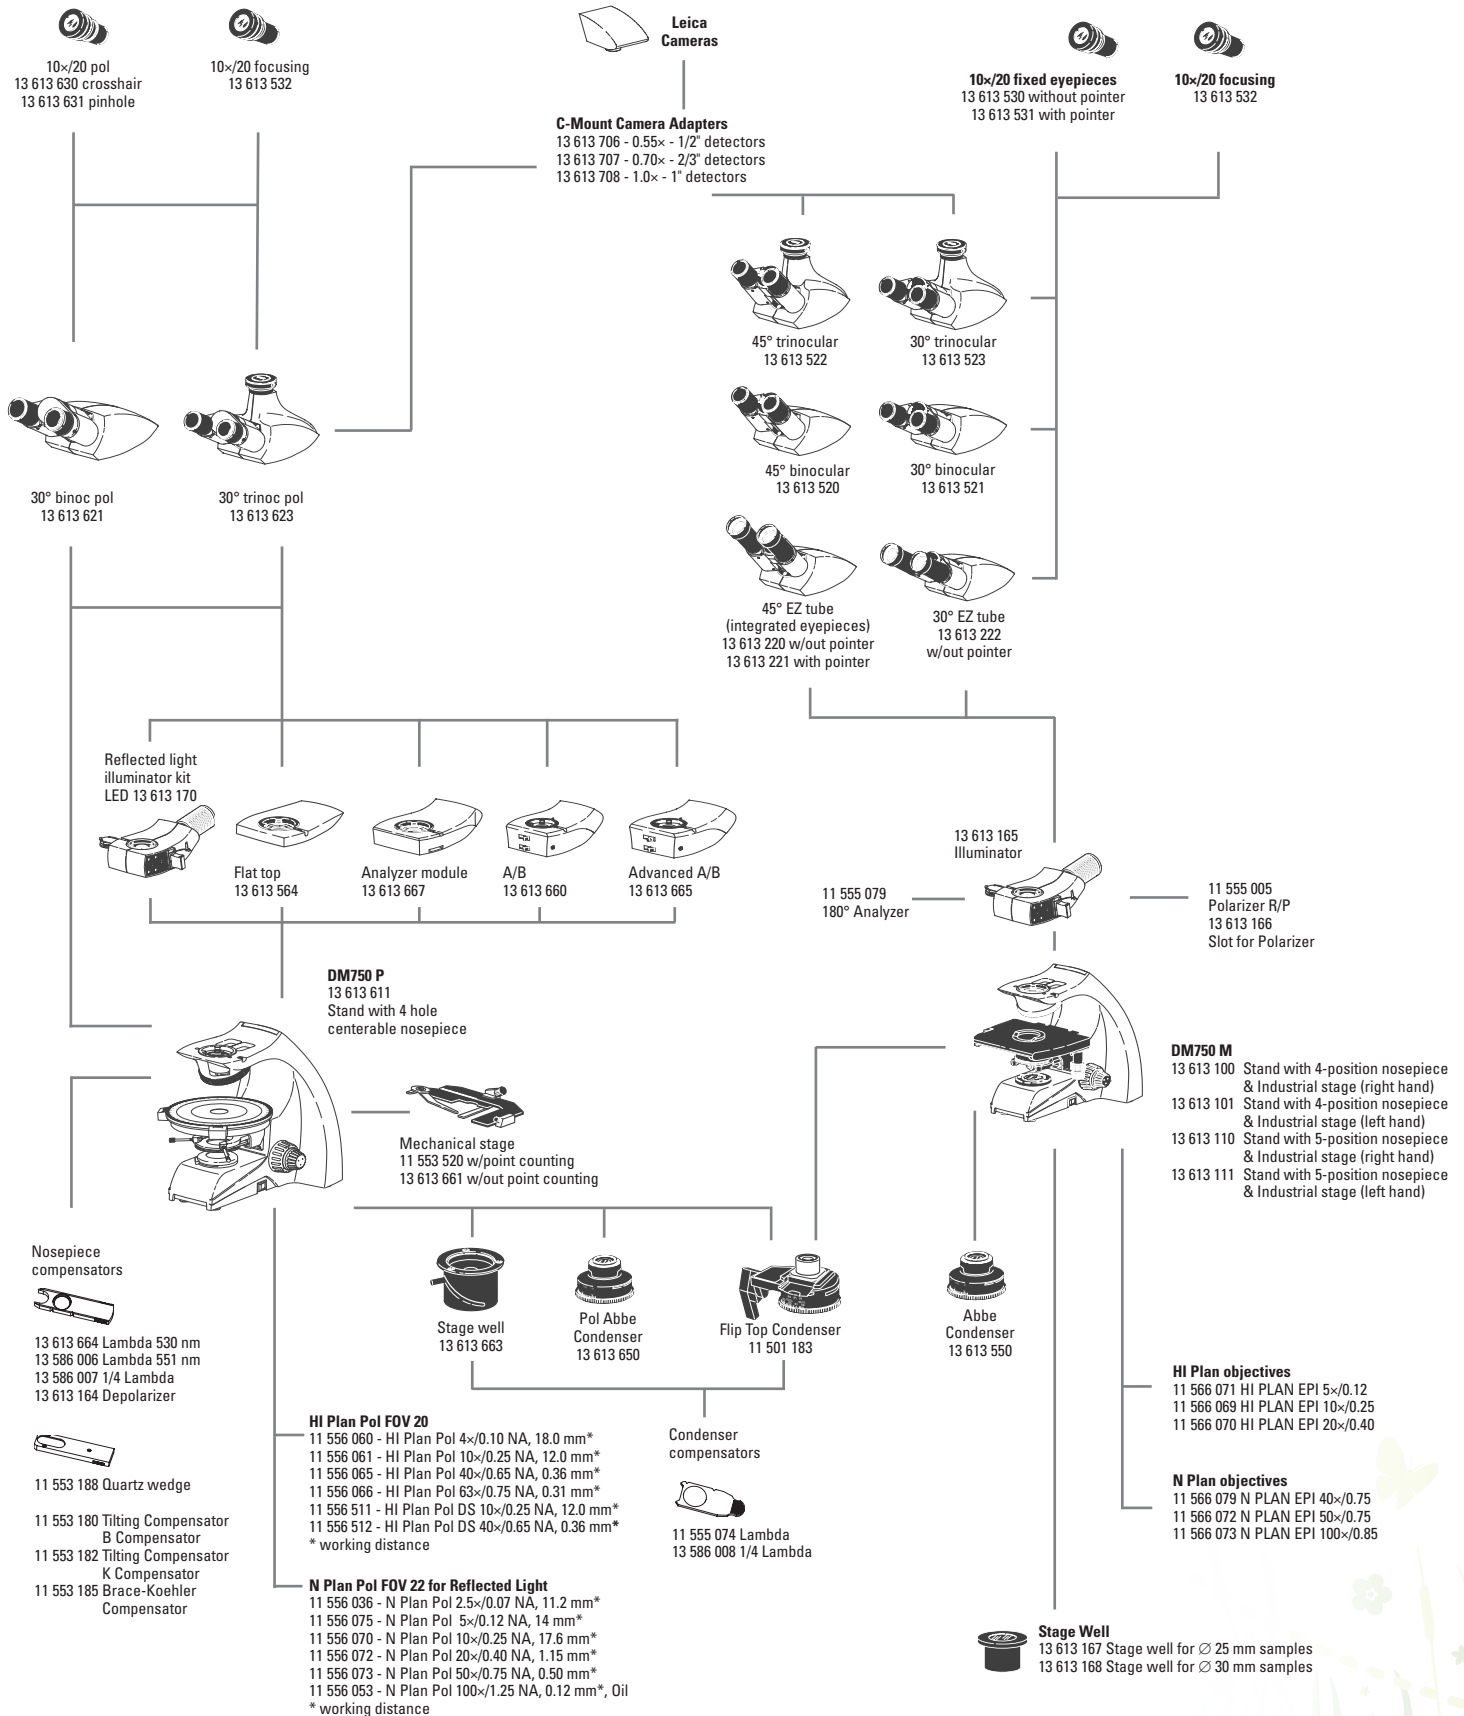 10×/20 pol
13 613 630 crosshair
13 613 631 pinhole
10×/20 focusing
13 613 532
Leica
Cameras
10×/20 fixed eyepieces
13 613 530 without pointer
13 613 531 with pointer
10×/20 focusing
13 613 532
C-Mount Camera Adapters
13 613 706 - 0.55× - 1/2" detectors
13 613 707 - 0.70× - 2/3" detectors
13 613 708 - 1.0× - 1" detectors
45° trinocular
13 613 522
30° trinocular
13 613 523
45° binocular
13 613 520
30° binocular
13 613 521
30° binoc pol
13 613 621
30° trinoc pol
13 613 623
45° EZ tube
(integrated eyepieces)
13 613 220 w/out pointer
13 613 221 with pointer
30° EZ tube
13 613 222
w/out pointer
Reflected light
illuminator kit
LED 13 613 170
Flat top
13 613 564
Analyzer module
13 613 667
A/B
13 613 660
Advanced A/B
13 613 665
13 613 165
Illuminator
11 555 079
180° Analyzer
11 555 005
Polarizer R/P
13 613 166
Slot for Polarizer
DM750 P
13 613 611
Stand with 4 hole
centerable nosepiece
DM750 M
13 613 100 Stand with 4-position nosepiece
& Industrial stage (right hand)
13 613 101 Stand with 4-position nosepiece
& Industrial stage (left hand)
13 613 110 Stand with 5-position nosepiece
& Industrial stage (right hand)
13 613 111 Stand with 5-position nosepiece
& Industrial stage (left hand)
Mechanical stage
11 553 520 w/point counting
13 613 661 w/out point counting
Nosepiece
compensators
13 613 664 Lambda 530 nm
13 586 006 Lambda 551 nm
13 586 007 1/4 Lambda
13 613 164 Depolarizer
11 553 188 Quartz wedge
11 553 180 Tilting Compensator
B Compensator
11 553 182 Tilting Compensator
K Compensator
11 553 185 Brace-Koehler
Compensator
Stage well
13 613 663
Pol Abbe
Condenser
13 613 650
Flip Top Condenser
11 501 183
Abbe
Condenser
13 613 550
HI Plan Pol FOV 20
11 556 060 - HI Plan Pol 4×/0.10 NA, 18.0 mm*
11 556 061 - HI Plan Pol 10×/0.25 NA, 12.0 mm*
11 556 065 - HI Plan Pol 40×/0.65 NA, 0.36 mm*
11 556 066 - HI Plan Pol 63×/0.75 NA, 0.31 mm*
11 556 511 - HI Plan Pol DS 10×/0.25 NA, 12.0 mm*
11 556 512 - HI Plan Pol DS 40×/0.65 NA, 0.36 mm*
* working distance
N Plan Pol FOV 22 for Reflected Light
11 556 036 - N Plan Pol 2.5×/0.07 NA, 11.2 mm*
11 556 075 - N Plan Pol 5×/0.12 NA, 14 mm*
11 556 070 - N Plan Pol 10×/0.25 NA, 17.6 mm*
11 556 072 - N Plan Pol 20×/0.40 NA, 1.15 mm*
11 556 073 - N Plan Pol 50×/0.75 NA, 0.50 mm*
11 556 053 - N Plan Pol 100×/1.25 NA, 0.12 mm*, Oil
* working distance
Condenser
compensators
11 555 074 Lambda
13 586 008 1/4 Lambda
HI Plan objectives
11 566 071 HI PLAN EPI 5×/0.12
11 566 069 HI PLAN EPI 10×/0.25
11 566 070 HI PLAN EPI 20×/0.40
N Plan objectives
11 566 079 N PLAN EPI 40×/0.75
11 566 072 N PLAN EPI 50×/0.75
11 566 073 N PLAN EPI 100×/0.85
Stage Well
13 613 167 Stage well for ∅ 25 mm samples
13 613 168 Stage well for ∅ 30 mm samples